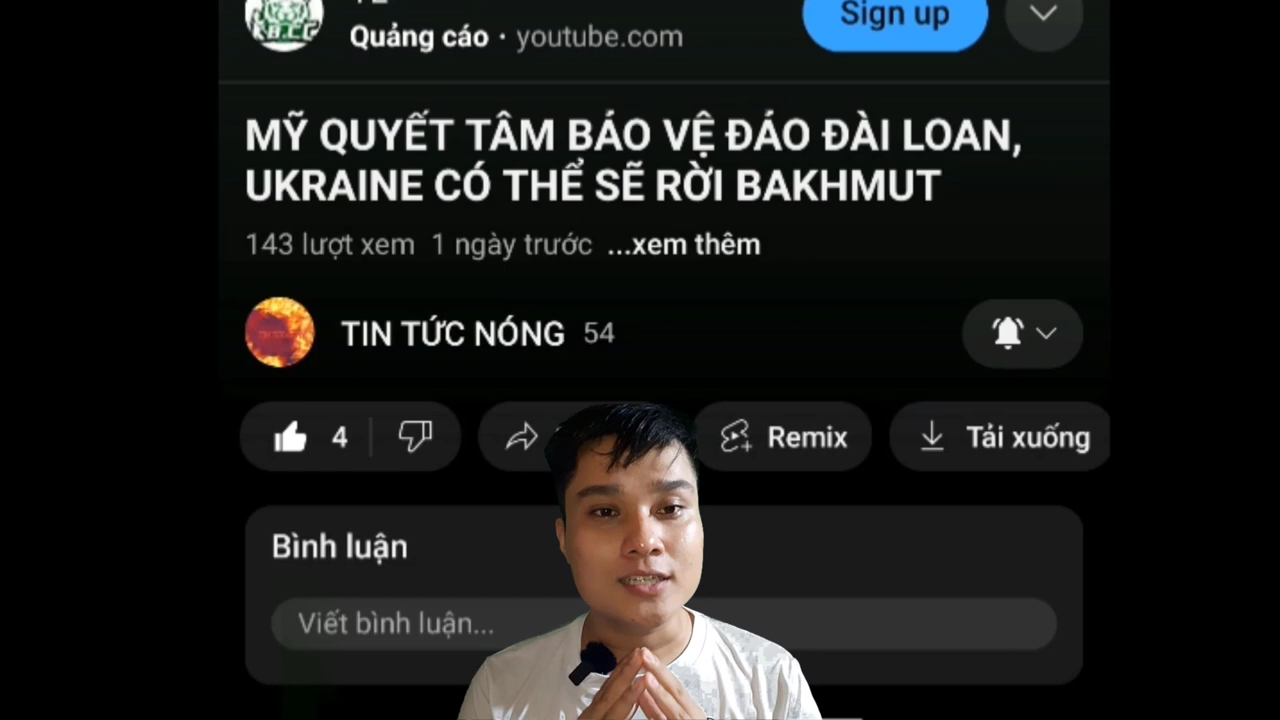 Quảng cáo · youtube.com
Sign up
MỸ QUYẾT TÂM BẢO VỆ ĐẢO ĐÀI LOAN,
UKRAINE CÓ THỂ SẼ RỜI BAKHMUT
143 lượt xem 1 ngày trước ...xem thêm
TIN TỨC NÓNG 54
4
Remix
Tải xuống
Bình luận
Viết bình luận...